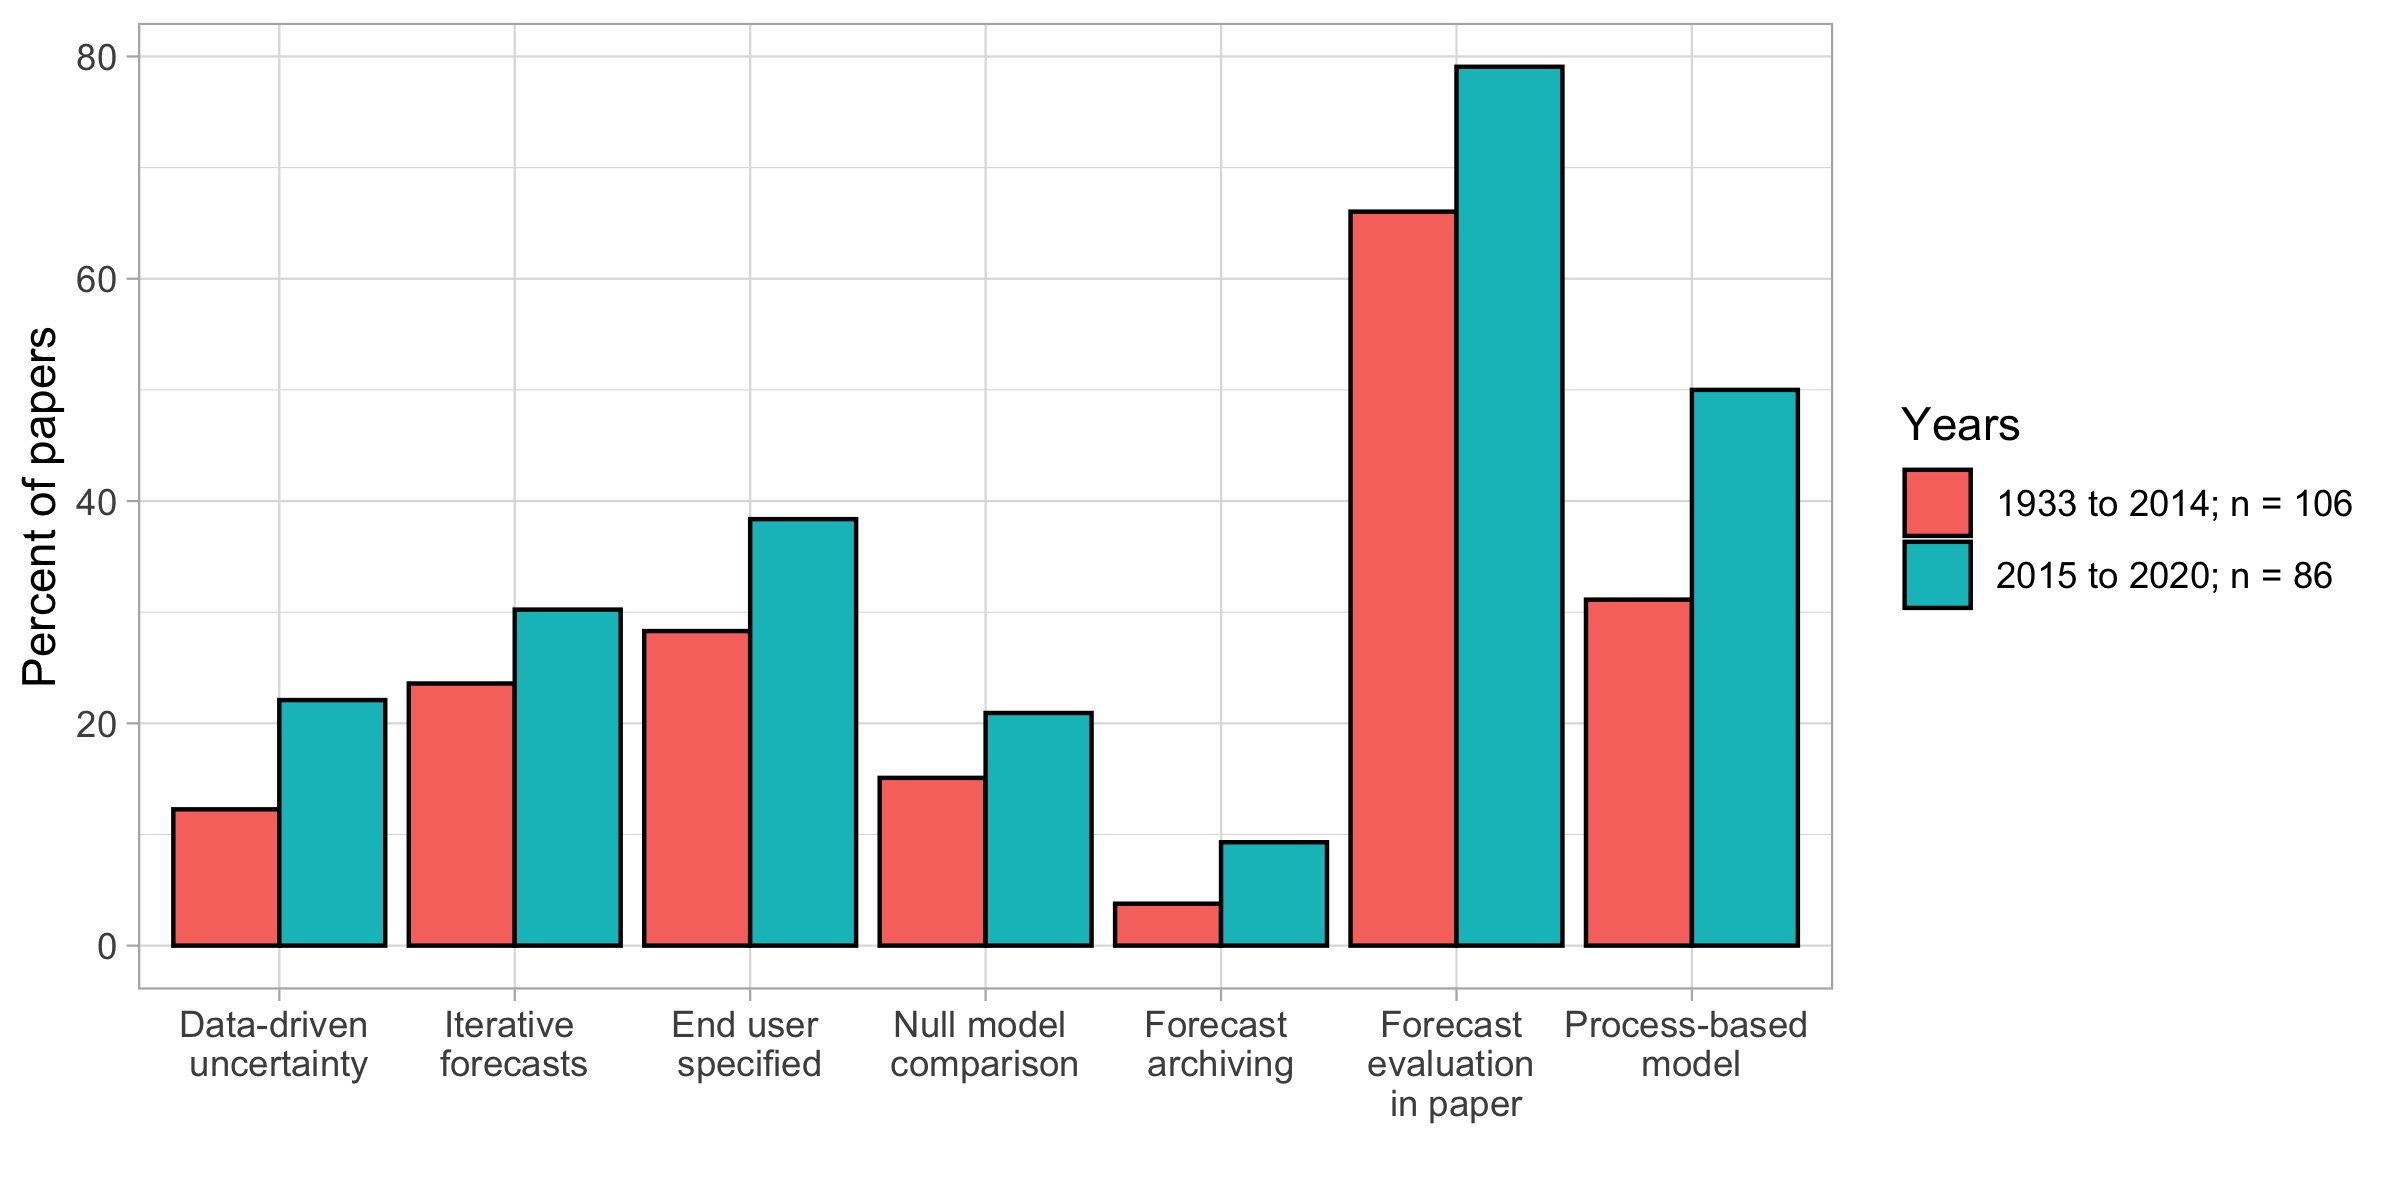 Percent of papers
80
60
40
20
0
Data-driven
uncertainty
Iterative
forecasts
End user
specified
Null model
comparison
Forecast
archiving
Forecast
evaluation
in paper
Process-based
model
Years
1933 to 2014; n = 106
2015 to 2020; n = 86